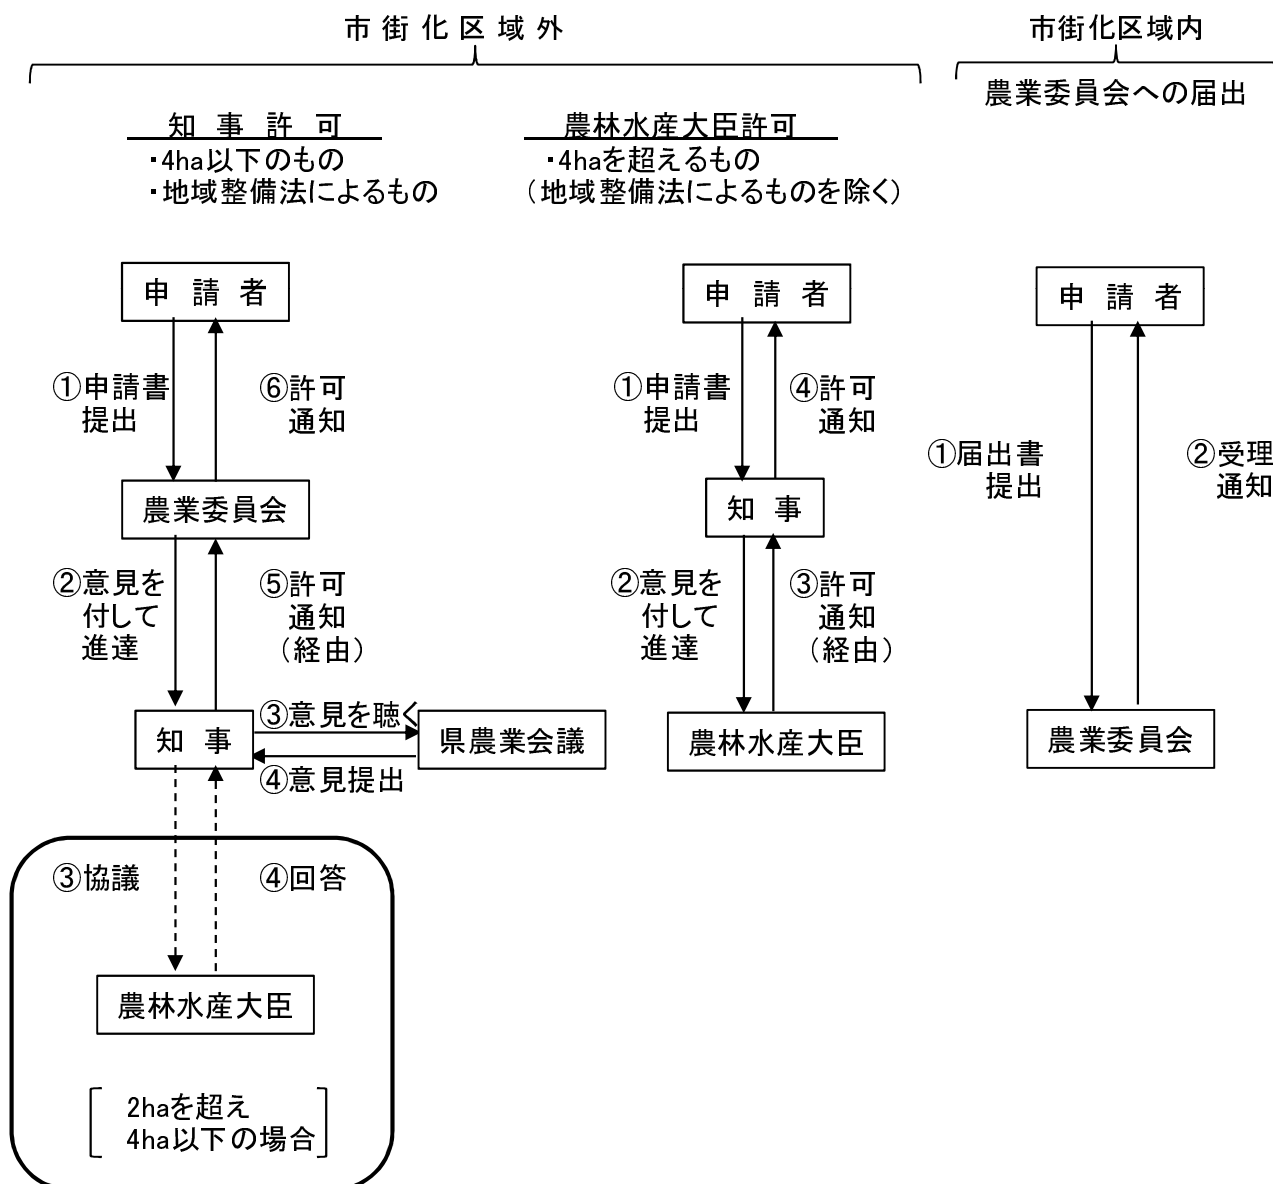 市街化区域外
知事許可
・4ha以下のもの
・地域整備法によるもの
農林水産大臣許可
・4haを超えるもの
（地域整備法によるものを除く）
市街化区域内
農業委員会への届出
申請者
①申請書
提出
⑥許可
通知
農業委員会
②意見を
付して
進達
⑤許可
通知
（経由）
知事
③意見を聴く
④意見提出
県農業会議
③協議
④回答
農林水産大臣
2haを超え
4ha以下の場合
申請者
①申請書
提出
④許可
通知
知事
②意見を
付して
進達
③許可
通知
（経由）
農林水産大臣
申請者
①届出書
提出
②受理
通知
農業委員会